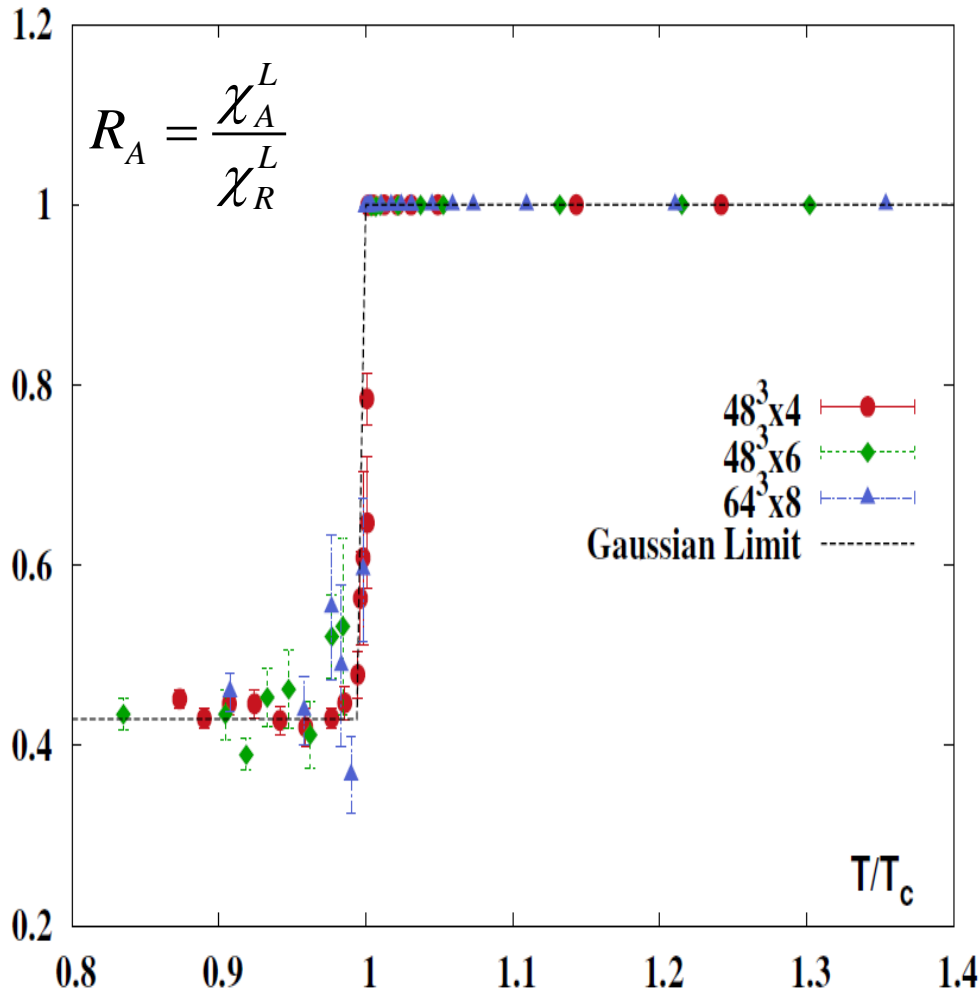 1.2
R_A = χ_A^L / χ_R^L
1
0.8
48³x4
48³x6
64³x8
Gaussian Limit
0.6
0.4
T/T_c
0.2
0.8 0.9 1 1.1 1.2 1.3 1.4